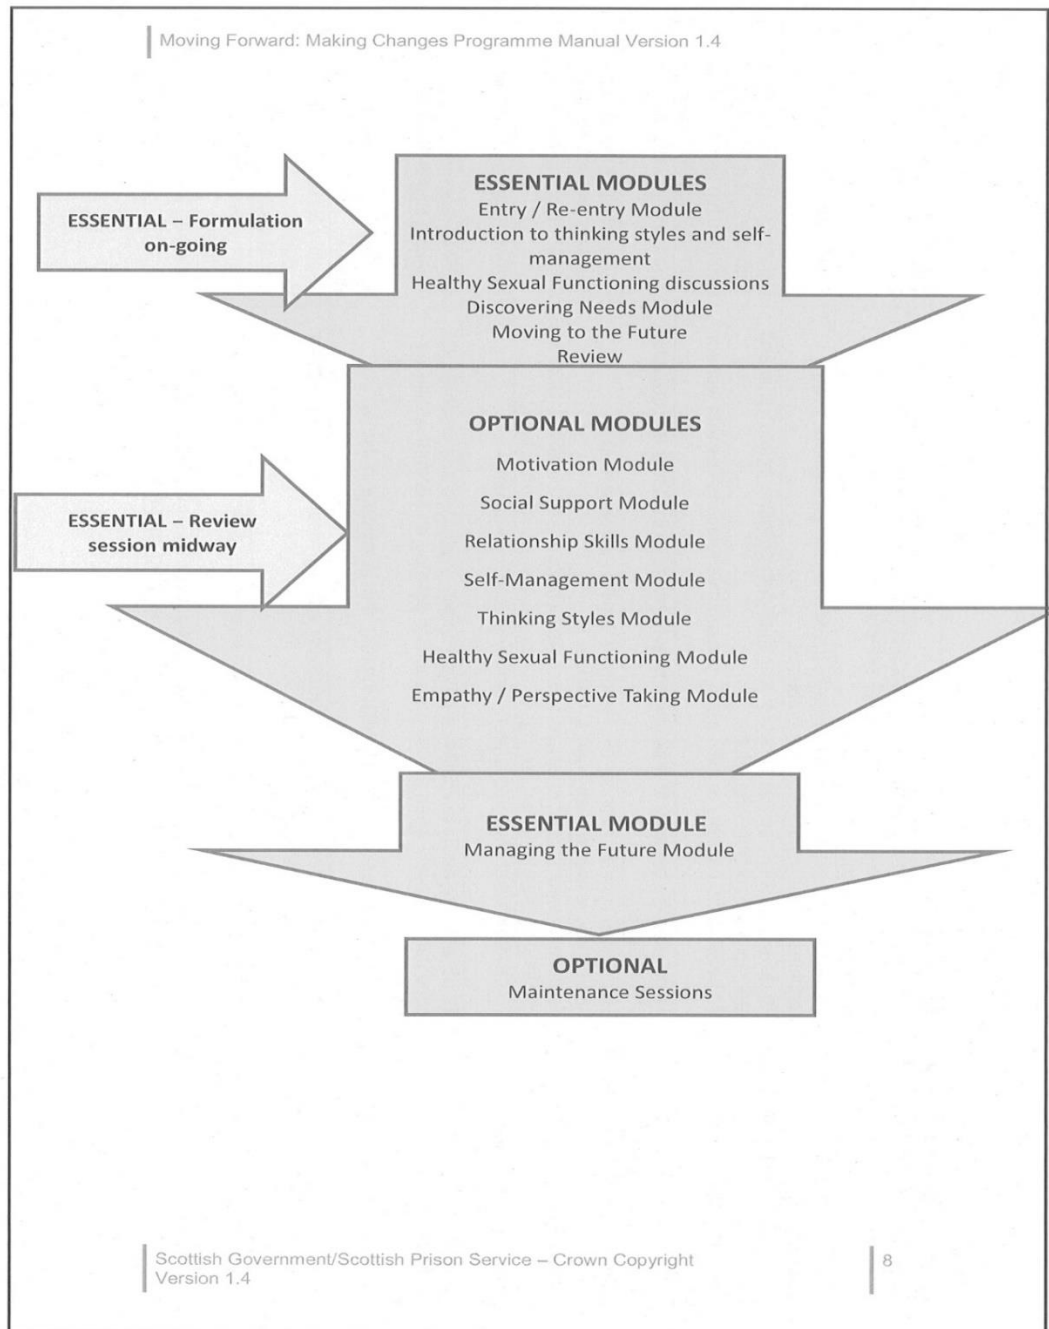 Moving Forward: Making Changes Programme Manual Version 1.4
ESSENTIAL – Formulation
on-going
ESSENTIAL MODULES
Entry / Re-entry Module
Introduction to thinking styles and self-
management
Healthy Sexual Functioning discussions
Discovering Needs Module
Moving to the Future
Review
OPTIONAL MODULES
Motivation Module
Social Support Module
ESSENTIAL – Review
session midway
Relationship Skills Module
Self-Management Module
Thinking Styles Module
Healthy Sexual Functioning Module
Empathy / Perspective Taking Module
ESSENTIAL MODULE
Managing the Future Module
OPTIONAL
Maintenance Sessions
Scottish Government/Scottish Prison Service – Crown Copyright
Version 1.4
8